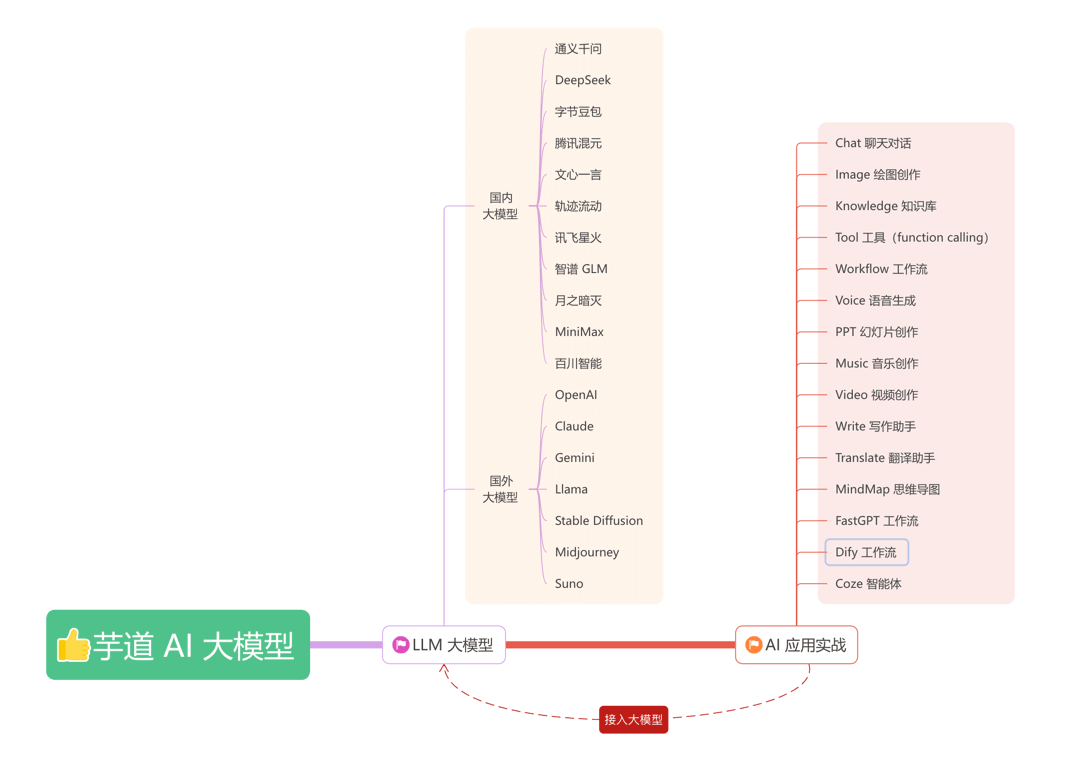 通义千问
DeepSeek
字节豆包
腾讯混元
文心一言
轨迹流动
讯飞星火
智谱 GLM
月之暗灭
MiniMax
百川智能
国内
大模型
OpenAI
Claude
Gemini
Llama
Stable Diffusion
Midjourney
Suno
国外
大模型
Chat 聊天对话
Image 绘图创作
Knowledge 知识库
Tool 工具（function calling）
Workflow 工作流
Voice 语音生成
PPT 幻灯片创作
Music 音乐创作
Video 视频创作
Write 写作助手
Translate 翻译助手
MindMap 思维导图
FastGPT 工作流
Dify 工作流
Coze 智能体
芋道 AI 大模型
LLM 大模型
AI 应用实战
接入大模型